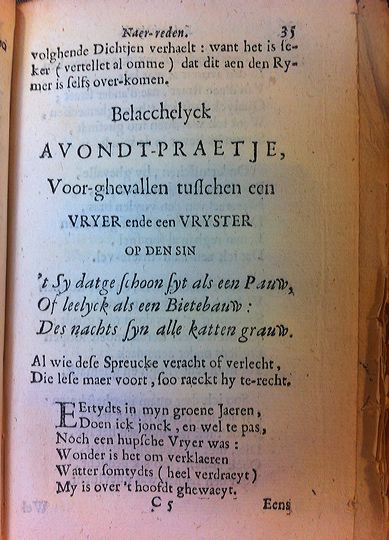 Naer-reden. 35
volghende Dichtjen verhaelt : want het is ſe-
ker ( vertellet al omme ) dat dit aen den Ry-
mer is ſelfs over-komen.
Belacchelyck
AVONDT-PRAETJE,
Voor-ghevallen tuſſchen een
VRYER ende een VRYSTER
OP DEN SIN
't Sy datge ſchoon ſyt als een Pauw,
Of leelyck als een Bietebauw :
Des nachts ſyn alle katten grauw.
Al wie deſe Spreucke veracht of verlecht,
Die leſe maer voort, ſoo raeckt hy te-recht.
EErtydts in myn groene Jaeren,
Doen ick jonck, en wel te pas,
Noch een hupſche Vryer was :
Wonder is het om verklaeren
Watter ſomtydts ( heel verdraeyt )
My is over 't hoofdt ghewaeyt.
C 5 Eens